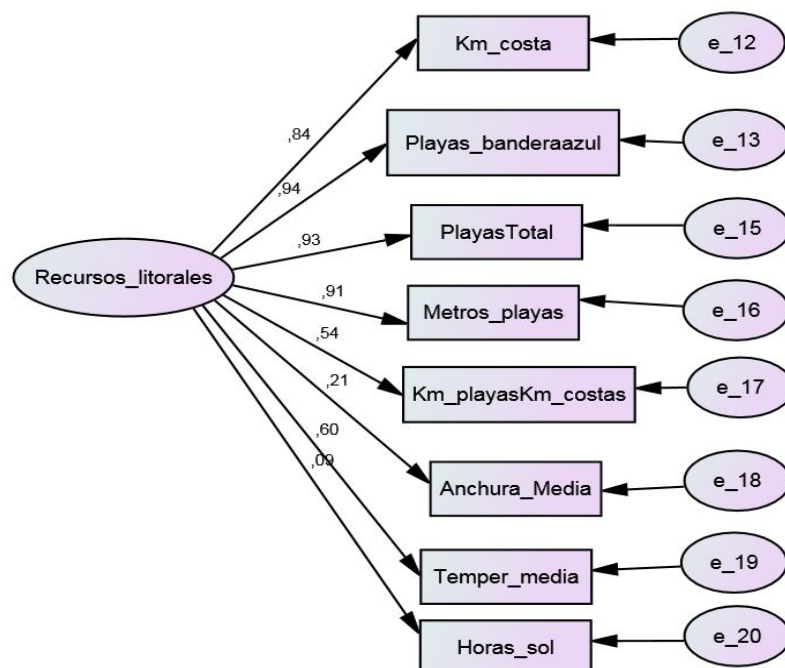 Km_costa
e_12
,84
Playas_banderaazul
e_13
,94
PlayasTotal
e_15
,93
Recursos_litorales
Metros_playas
e_16
,91
Km_playasKm_costas
e_17
,54
Anchura_Media
e_18
,21
Temper_media
e_19
,60
Horas_sol
e_20
,09